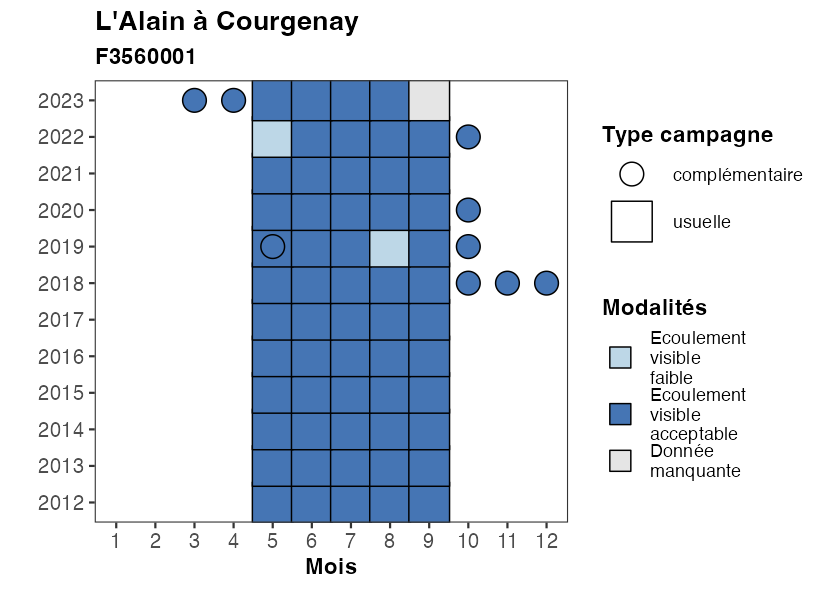 L'Alain à Courgenay
F3560001
2023
2022
2021
2020
2019
2018
2017
2016
2015
2014
2013
2012
1 2 3 4 5 6 7 8 9 10 11 12
Mois
Type campagne
complémentaire
usuelle
Modalités
Ecoulement
visible
faible
Ecoulement
visible
acceptable
Donnée
manquante